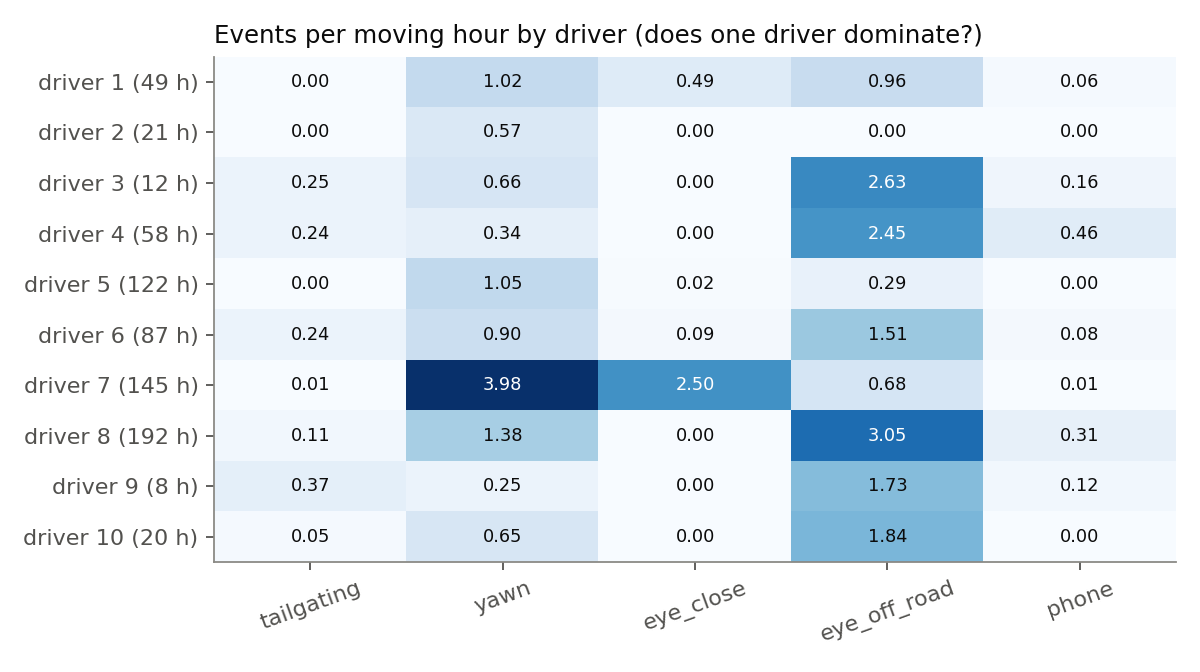 Events per moving hour by driver (does one driver dominate?)
driver 1 (49 h) 0.00 1.02 0.49 0.96 0.06
driver 2 (21 h) 0.00 0.57 0.00 0.00 0.00
driver 3 (12 h) 0.25 0.66 0.00 2.63 0.16
driver 4 (58 h) 0.24 0.34 0.00 2.45 0.46
driver 5 (122 h) 0.00 1.05 0.02 0.29 0.00
driver 6 (87 h) 0.24 0.90 0.09 1.51 0.08
driver 7 (145 h) 0.01 3.98 2.50 0.68 0.01
driver 8 (192 h) 0.11 1.38 0.00 3.05 0.31
driver 9 (8 h) 0.37 0.25 0.00 1.73 0.12
driver 10 (20 h) 0.05 0.65 0.00 1.84 0.00
tailgating yawn eye_close eye_off_road phone